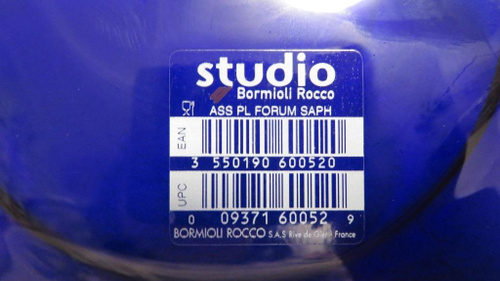 studio
Bormioli Rocco
ASS PL FORUM SAPH
EAN
3 550190 600520
UPC
0 09371 60052 9
BORMIOLI ROCCO S.A.S Rive de Gier - France